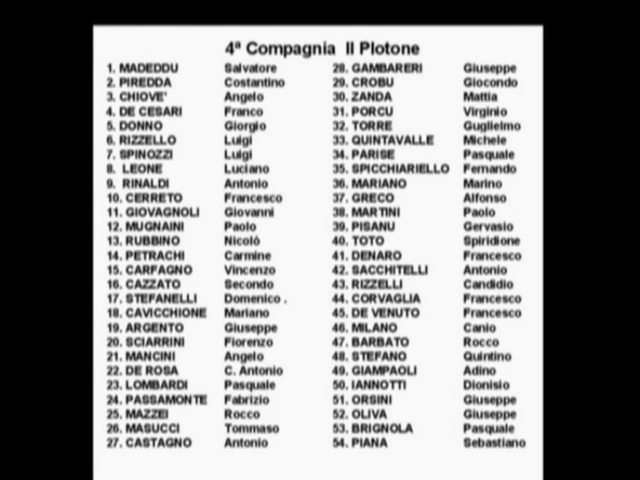 4ª Compagnia II Plotone
1. MADEDDU Salvatore
2. PIREDDA Costantino
3. CHIOVE' Angelo
4. DE CESARI Franco
5. DONNO Giorgio
6. RIZZELLO Luigi
7. SPINOZZI Luigi
8. LEONE Luciano
9. RINALDI Antonio
10. CERRETO Francesco
11. GIOVAGNOLI Giovanni
12. MUGNAINI Paolo
13. RUBBINO Nicolò
14. PETRACHI Carmine
15. CARFAGNO Vincenzo
16. CAZZATO Secondo
17. STEFANELLI Domenico .
18. CAVICCHIONE Mariano
19. ARGENTO Giuseppe
20. SCIARRINI Fiorenzo
21. MANCINI Angelo
22. DE ROSA C. Antonio
23. LOMBARDI Pasquale
24. PASSAMONTE Fabrizio
25. MAZZEI Rocco
26. MASUCCI Tommaso
27. CASTAGNO Antonio
28. GAMBARERI Giuseppe
29. CROBU Giocondo
30. ZANDA Mattia
31. PORCU Virginio
32. TORRE Guglielmo
33. QUINTAVALLE Michele
34. PARISE Pasquale
35. SPICCHIARIELLO Fernando
36. MARIANO Marino
37. GRECO Alfonso
38. MARTINI Paolo
39. PISANU Gervasio
40. TOTO Spiridione
41. DENARO Francesco
42. SACCHITELLI Antonio
43. RIZZELLI Candidio
44. CORVAGLIA Francesco
45. DE VENUTO Francesco
46. MILANO Canio
47. BARBATO Rocco
48. STEFANO Quintino
49. GIAMPAOLI Adino
50. IANNOTTI Dionisio
51. ORSINI Giuseppe
52. OLIVA Giuseppe
53. BRIGNOLA Pasquale
54. PIANA Sebastiano